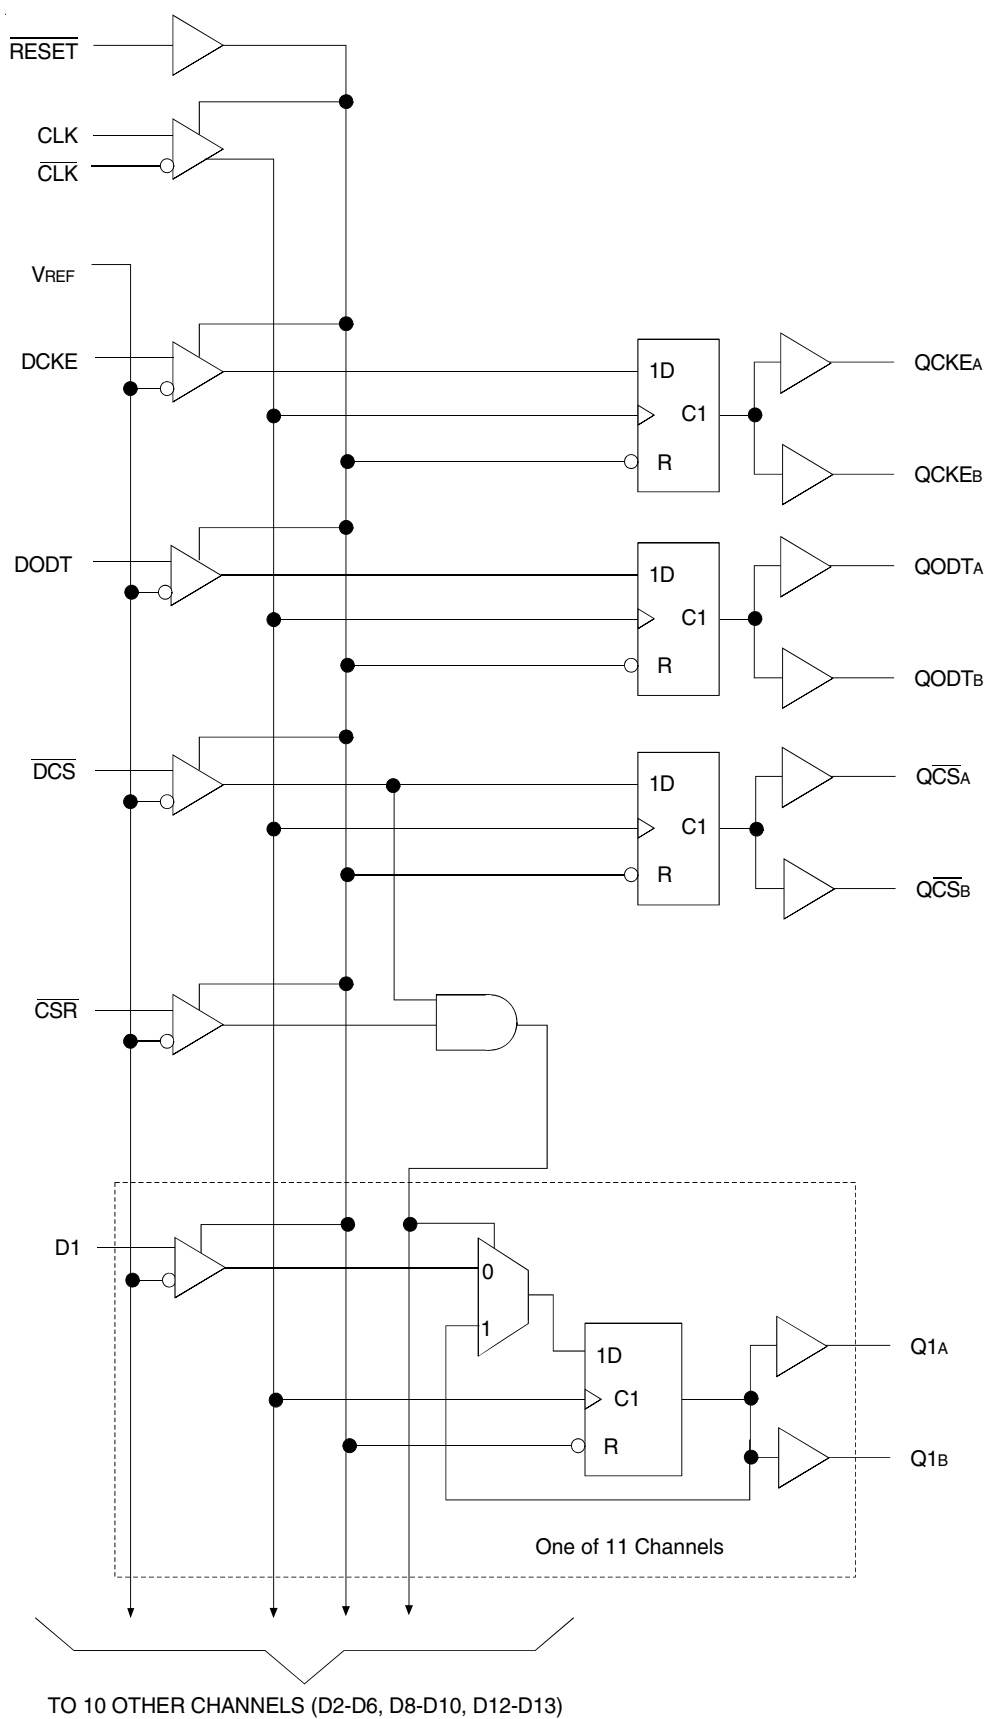 RESET
CLK
CLK
VREF
DCKE
1D
C1
R
QCKEA
QCKEB
DODT
1D
C1
R
QODTA
QODTB
DCS
1D
C1
R
QCSA
QCSB
CSR
D1
0
1
1D
C1
R
Q1A
Q1B
One of 11 Channels
TO 10 OTHER CHANNELS (D2-D6, D8-D10, D12-D13)